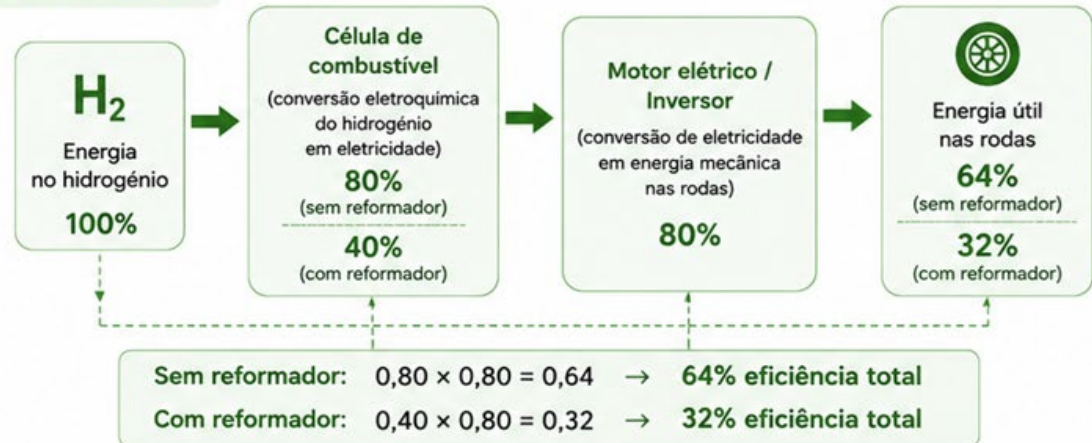 H₂
Energia
no hidrogénio
100%
Célula de
combustível
(conversão eletroquímica
do hidrogénio
em eletricidade)
80%
(sem reformador)
40%
(com reformador)
Motor elétrico /
Inversor
(conversão de eletricidade
em energia mecânica
nas rodas)
80%
Energia útil
nas rodas
64%
(sem reformador)
32%
(com reformador)
Sem reformador: 0,80 × 0,80 = 0,64 → 64% eficiência total
Com reformador: 0,40 × 0,80 = 0,32 → 32% eficiência total